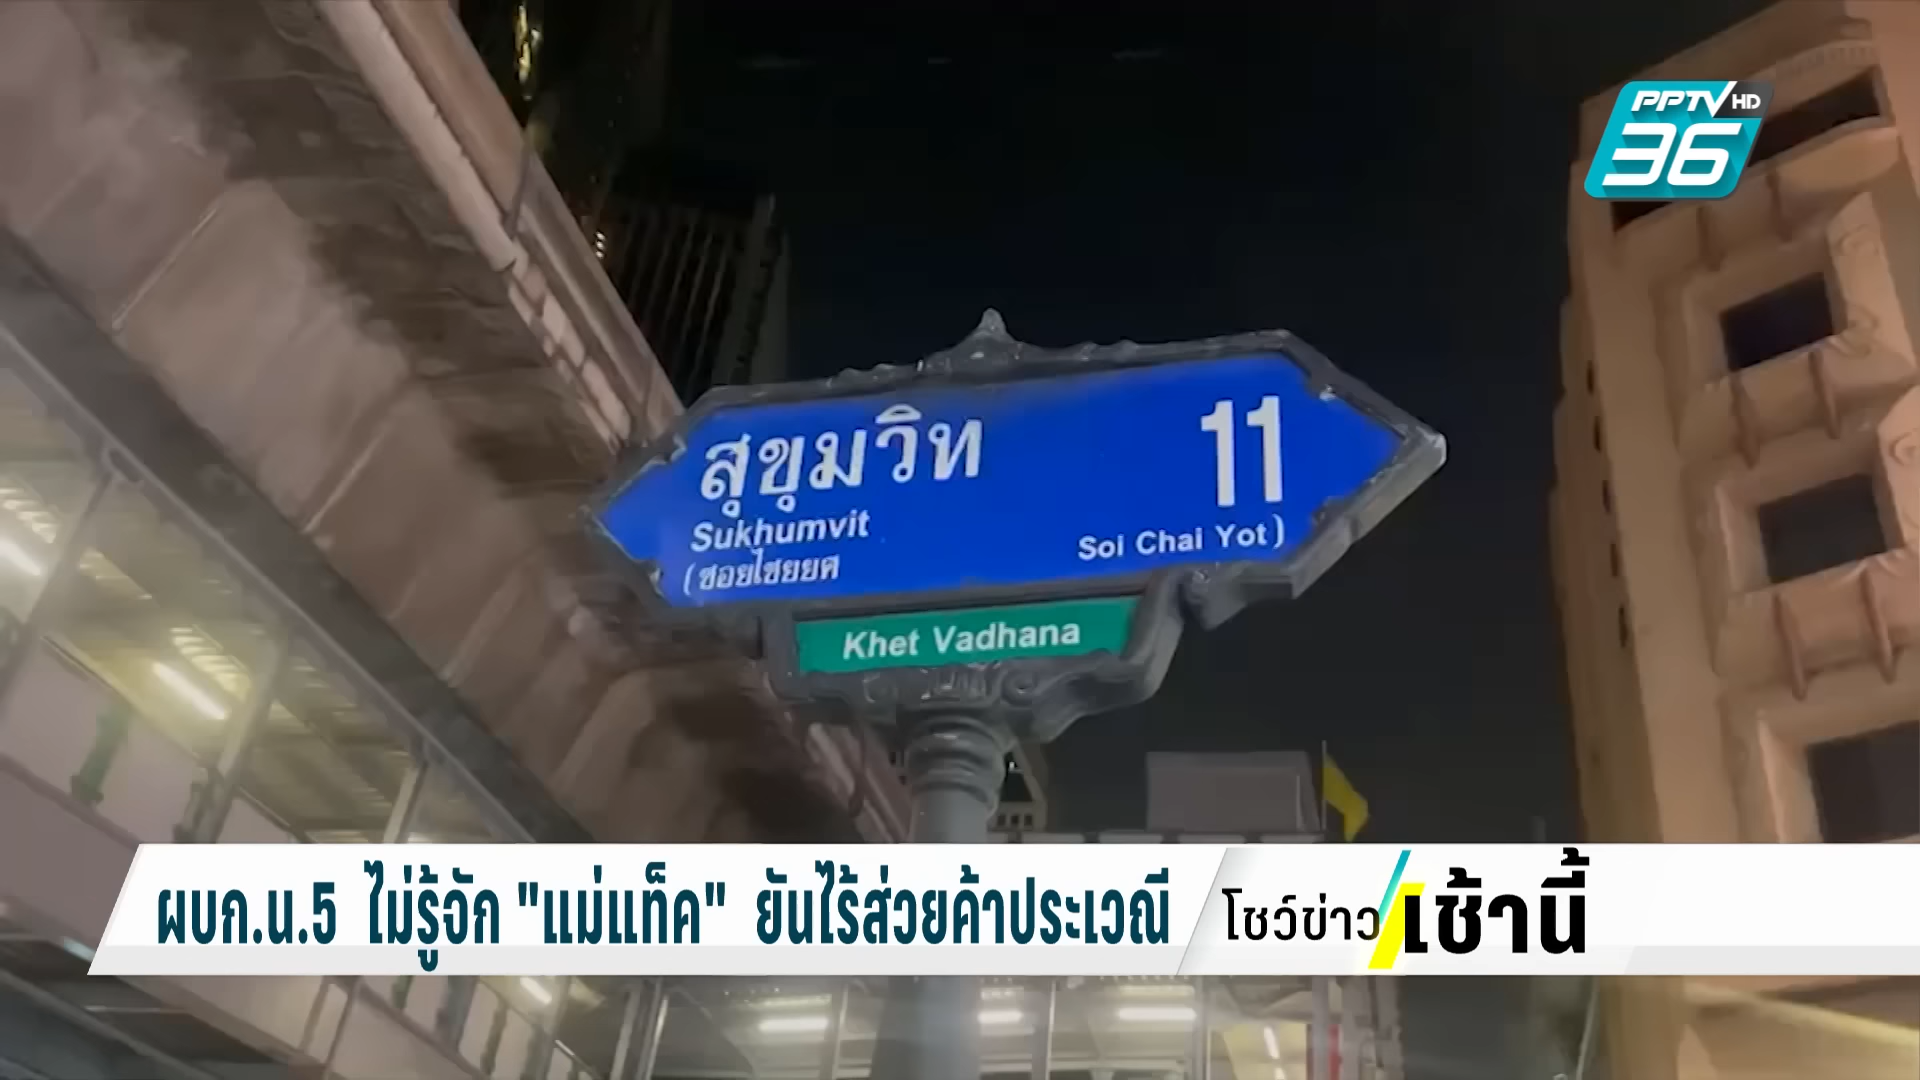 PPTV HD
36
สุขุมวิท 11
Sukhumvit
(ซอยไชยยศ Soi Chai Yot)
Khet Vadhana
ผบก.น.5 ไม่รู้จัก "แม่แท็ค" ยันไร้ส่วยค้าประเวณี
โชว์ข่าว เช้านี้